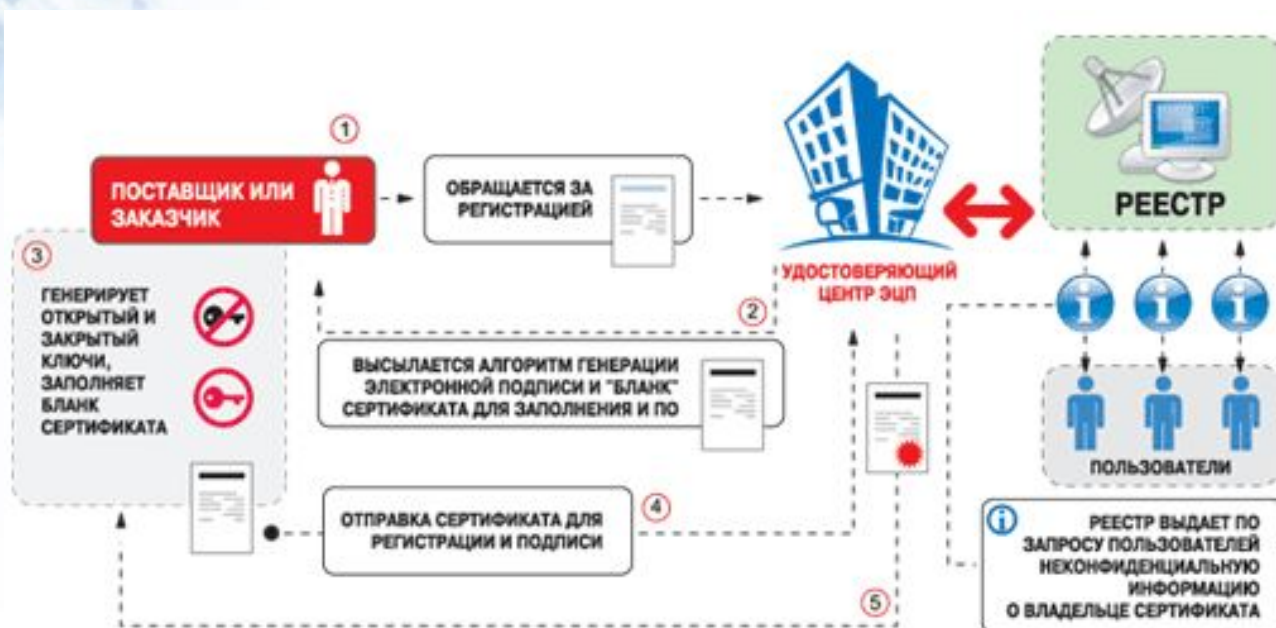 1
ПОСТАВЩИК ИЛИ
ЗАКАЗЧИК
ОБРАЩАЕТСЯ ЗА
РЕГИСТРАЦИЕЙ
УДОСТОВЕРЯЮЩИЙ
ЦЕНТР ЭЦП
РЕЕСТР
2
ВЫСЫЛАЕТСЯ АЛГОРИТМ ГЕНЕРАЦИИ
ЭЛЕКТРОННОЙ ПОДПИСИ И "БЛАНК"
СЕРТИФИКАТА ДЛЯ ЗАПОЛНЕНИЯ И ПО
3
ГЕНЕРИРУЕТ
ОТКРЫТЫЙ И
ЗАКРЫТЫЙ
КЛЮЧИ,
ЗАПОЛНЯЕТ
БЛАНК
СЕРТИФИКАТА
4
ОТПРАВКА СЕРТИФИКАТА ДЛЯ
РЕГИСТРАЦИИ И ПОДПИСИ
5
i
i
i
ПОЛЬЗОВАТЕЛИ
i
РЕЕСТР ВЫДАЕТ ПО
ЗАПРОСУ ПОЛЬЗОВАТЕЛЕЙ
НЕКОНФИДЕНЦИАЛЬНУЮ
ИНФОРМАЦИЮ
О ВЛАДЕЛЬЦЕ СЕРТИФИКАТА